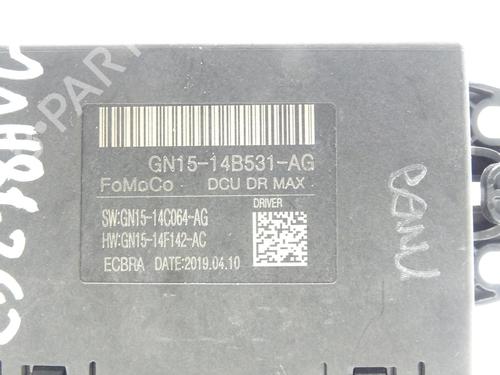 GN15-14B531-AG
FoMoCo DCU DR MAX
DRIVER
SW:GN15-14C064-AG
HW:GN15-14F142-AC
ECBRA DATE:2019.04.10